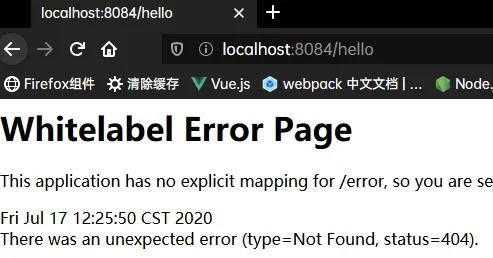 localhost:8084/hello
localhost:8084/hello
Firefox组件 清除缓存 Vue.js webpack 中文文档 | ... Node.
Whitelabel Error Page
This application has no explicit mapping for /error, so you are se
Fri Jul 17 12:25:50 CST 2020
There was an unexpected error (type=Not Found, status=404).